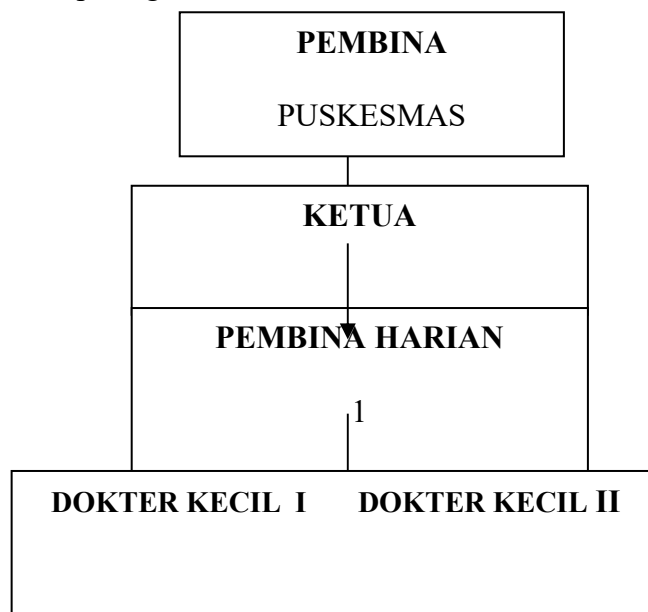 PEMBINA
PUSKESMAS
KETUA
PEMBINA HARIAN
1
DOKTER KECIL I DOKTER KECIL II